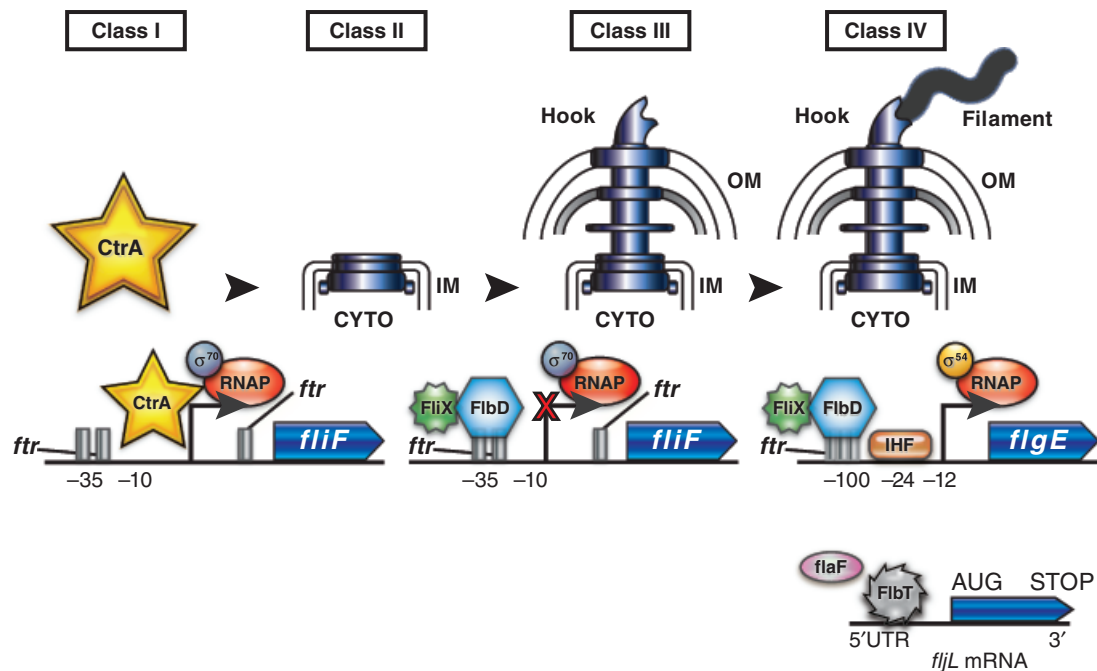 Class I Class II Class III Class IV
Hook Hook Filament
OM OM
CtrA
IM IM IM
CYTO CYTO CYTO
σ70 σ70 σ54
RNAP RNAP RNAP
CtrA ftr FliX FlbD ftr FliX FlbD
ftr fliF ftr fliF ftr IHF flgE
–35 –10 –35 –10 –100 –24 –12
flaF
FlbT AUG STOP
5′UTR 3′
fljL mRNA